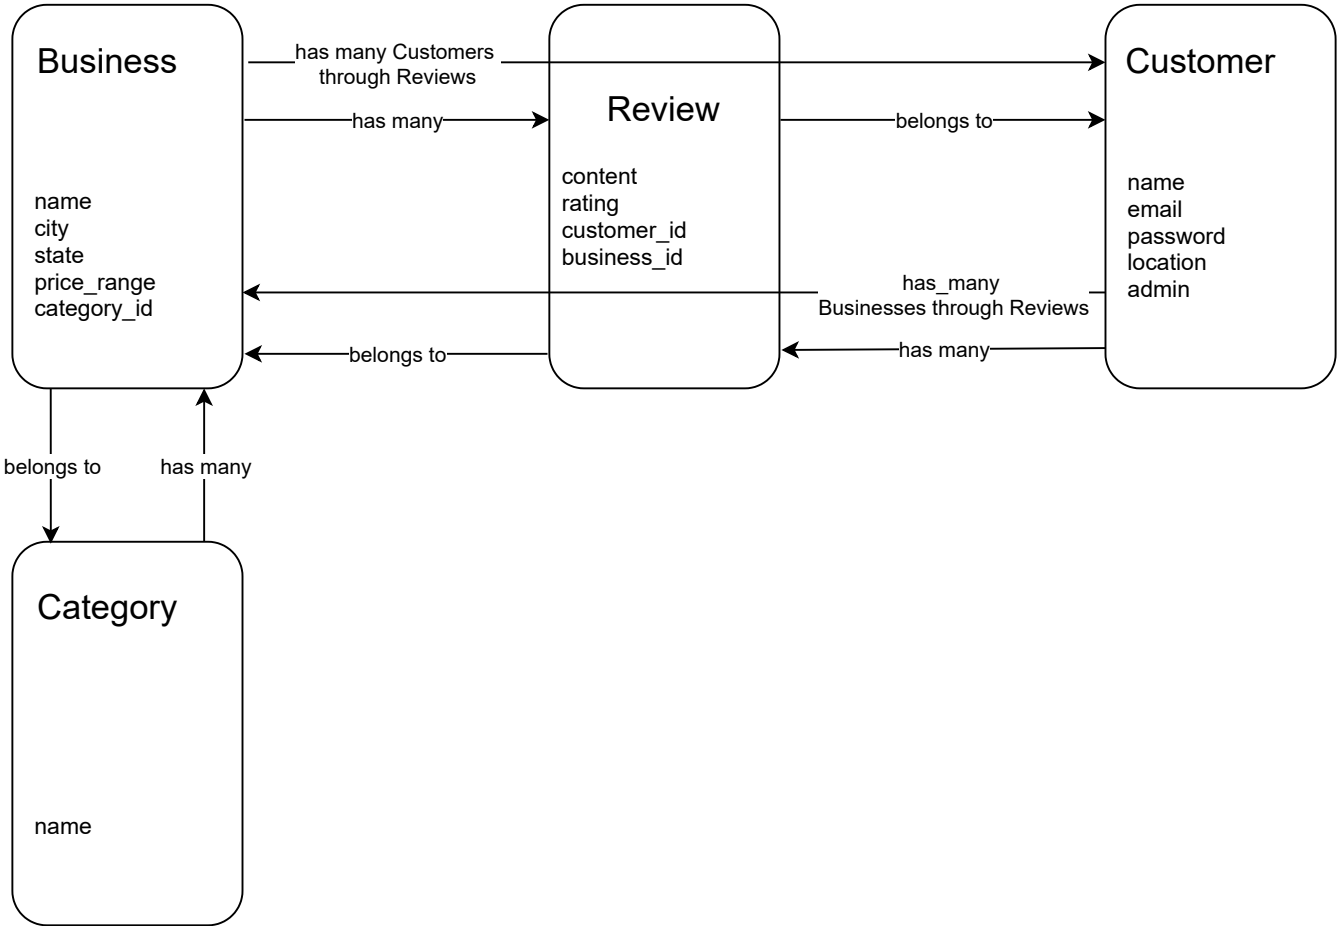 Business
has many Customers
through Reviews
has many
name
city
state
price_range
category_id
Review
content
rating
customer_id
business_id
belongs to
Customer
name
email
password
location
admin
has_many
Businesses through Reviews
has many
belongs to
belongs to
has many
Category
name